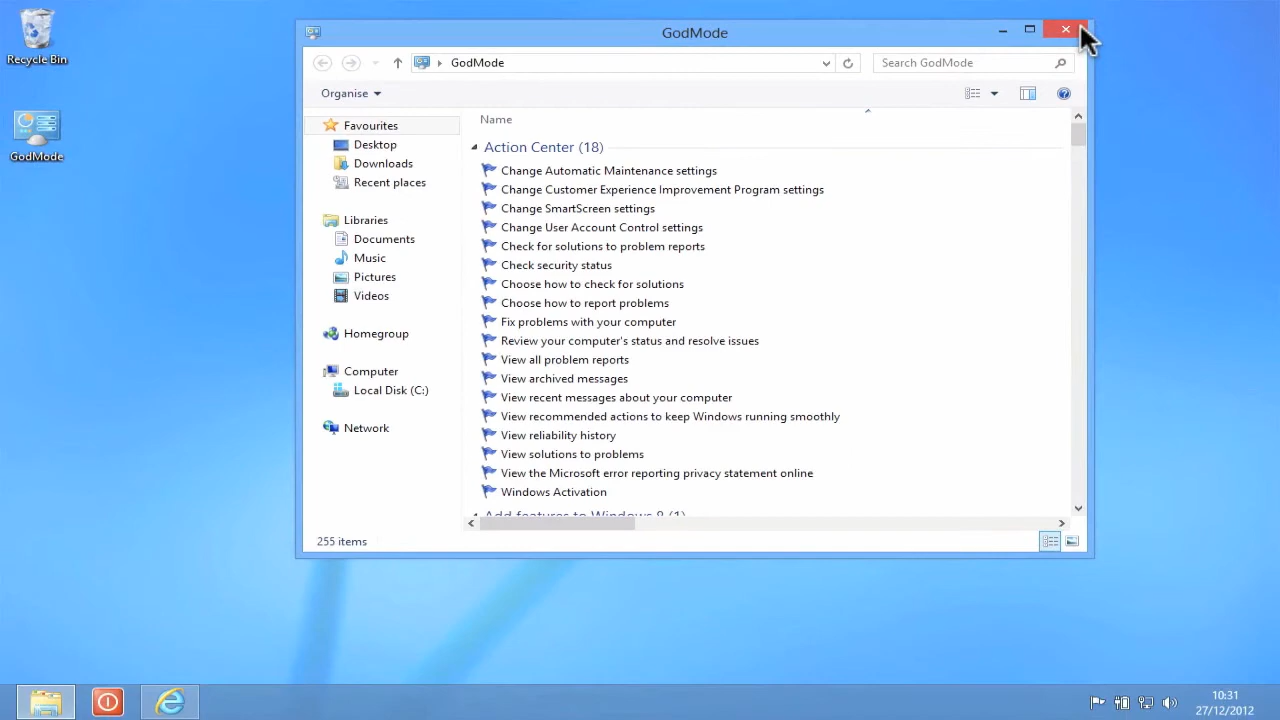 Recycle Bin
GodMode
GodMode
GodMode
Search GodMode
Organise
Favourites
Desktop
Downloads
Recent places
Libraries
Documents
Music
Pictures
Videos
Homegroup
Computer
Local Disk (C:)
Network
Name
Action Center (18)
Change Automatic Maintenance settings
Change Customer Experience Improvement Program settings
Change SmartScreen settings
Change User Account Control settings
Check for solutions to problem reports
Check security status
Choose how to check for solutions
Choose how to report problems
Fix problems with your computer
Review your computer's status and resolve issues
View all problem reports
View archived messages
View recent messages about your computer
View recommended actions to keep Windows running smoothly
View reliability history
View solutions to problems
View the Microsoft error reporting privacy statement online
Windows Activation
Add features to Windows 8 (1)
255 items
10:31
27/12/2012